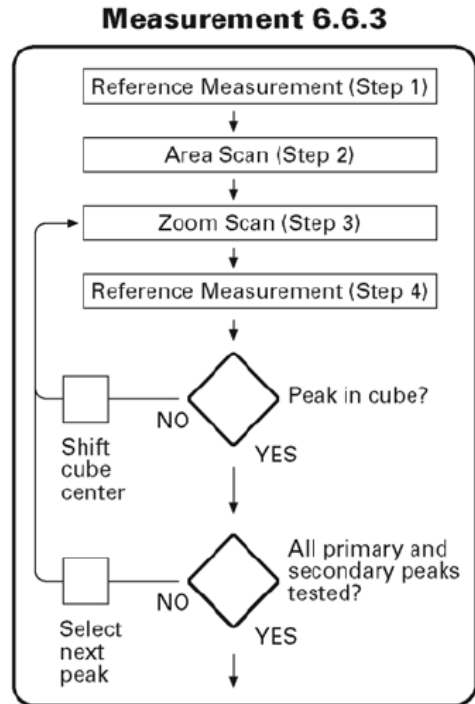 Measurement 6.6.3
Reference Measurement (Step 1)
Area Scan (Step 2)
Zoom Scan (Step 3)
Reference Measurement (Step 4)
Peak in cube?
NO
Shift
cube
center
YES
All primary and
secondary peaks
tested?
NO
Select
next
peak
YES